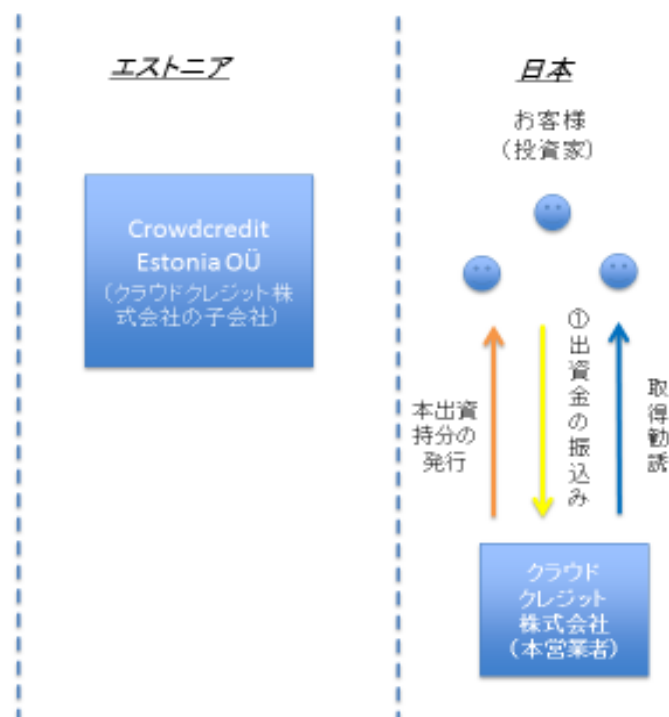 エストニア
Crowdcredit
Estonia OÜ
（クラウドクレジット株
式会社の子会社）
日本
お客様
（投資家）
本出資
持分の
発行
①出資金の振込み
取得勧誘
クラウド
クレジット
株式会社
（本営業者）